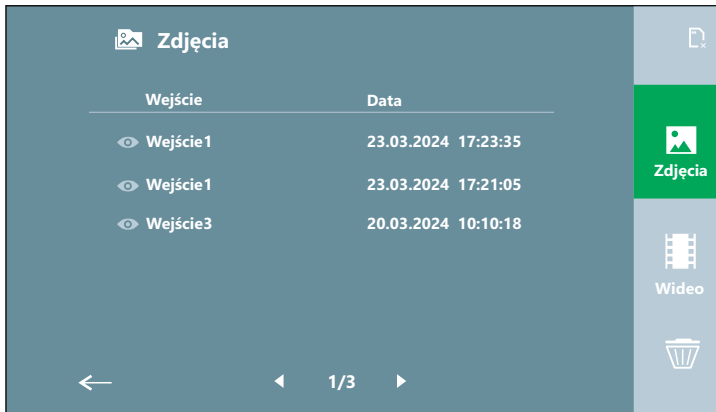 Zdjęcia
Wejście Data
Wejście1 23.03.2024 17:23:35
Wejście1 23.03.2024 17:21:05
Wejście3 20.03.2024 10:10:18
1/3
Zdjęcia
Wideo